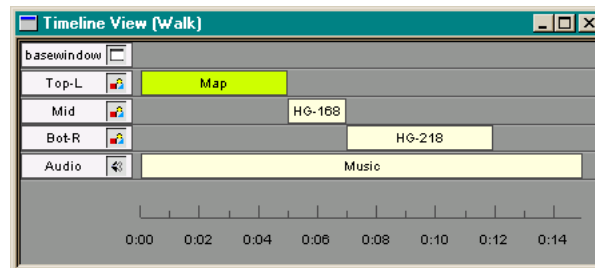 Timeline View (Walk)
basewindow
Top-L Map
Mid HG-168
Bot-R HG-218
Audio Music
0:00 0:02 0:04 0:06 0:08 0:10 0:12 0:14